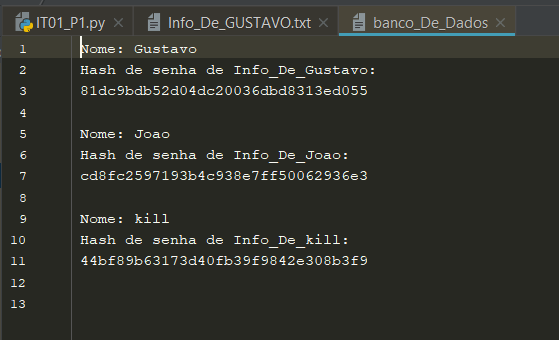 IT01_P1.py
Info_De_GUSTAVO.txt
banco_De_Dados
1 Nome: Gustavo
2 Hash de senha de Info_De_Gustavo:
3 81dc9bdb52d04dc20036dbd8313ed055
4
5 Nome: Joao
6 Hash de senha de Info_De_Joao:
7 cd8fc2597193b4c938e7ff50062936e3
8
9 Nome: kill
10 Hash de senha de Info_De_kill:
11 44bf89b63173d40fb39f9842e308b3f9
12
13